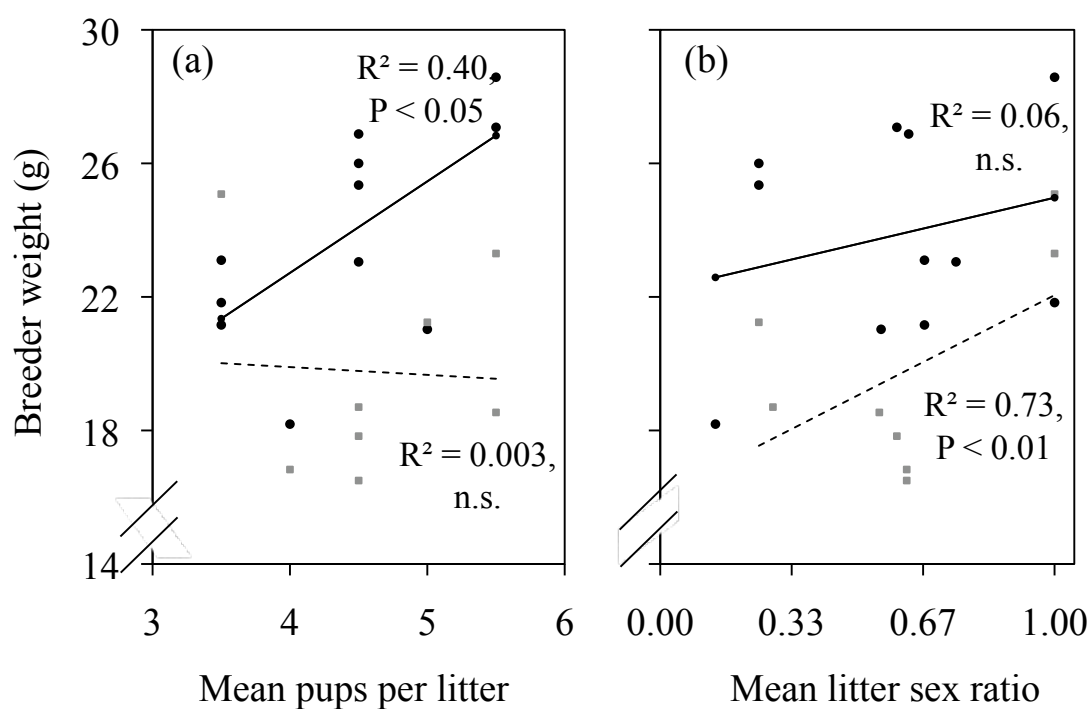 30
26
22
18
14
Breeder weight (g)
(a)
R² = 0.40,
P < 0.05
R² = 0.003,
n.s.
3
4
5
6
Mean pups per litter
(b)
R² = 0.06,
n.s.
R² = 0.73,
P < 0.01
0.00
0.33
0.67
1.00
Mean litter sex ratio